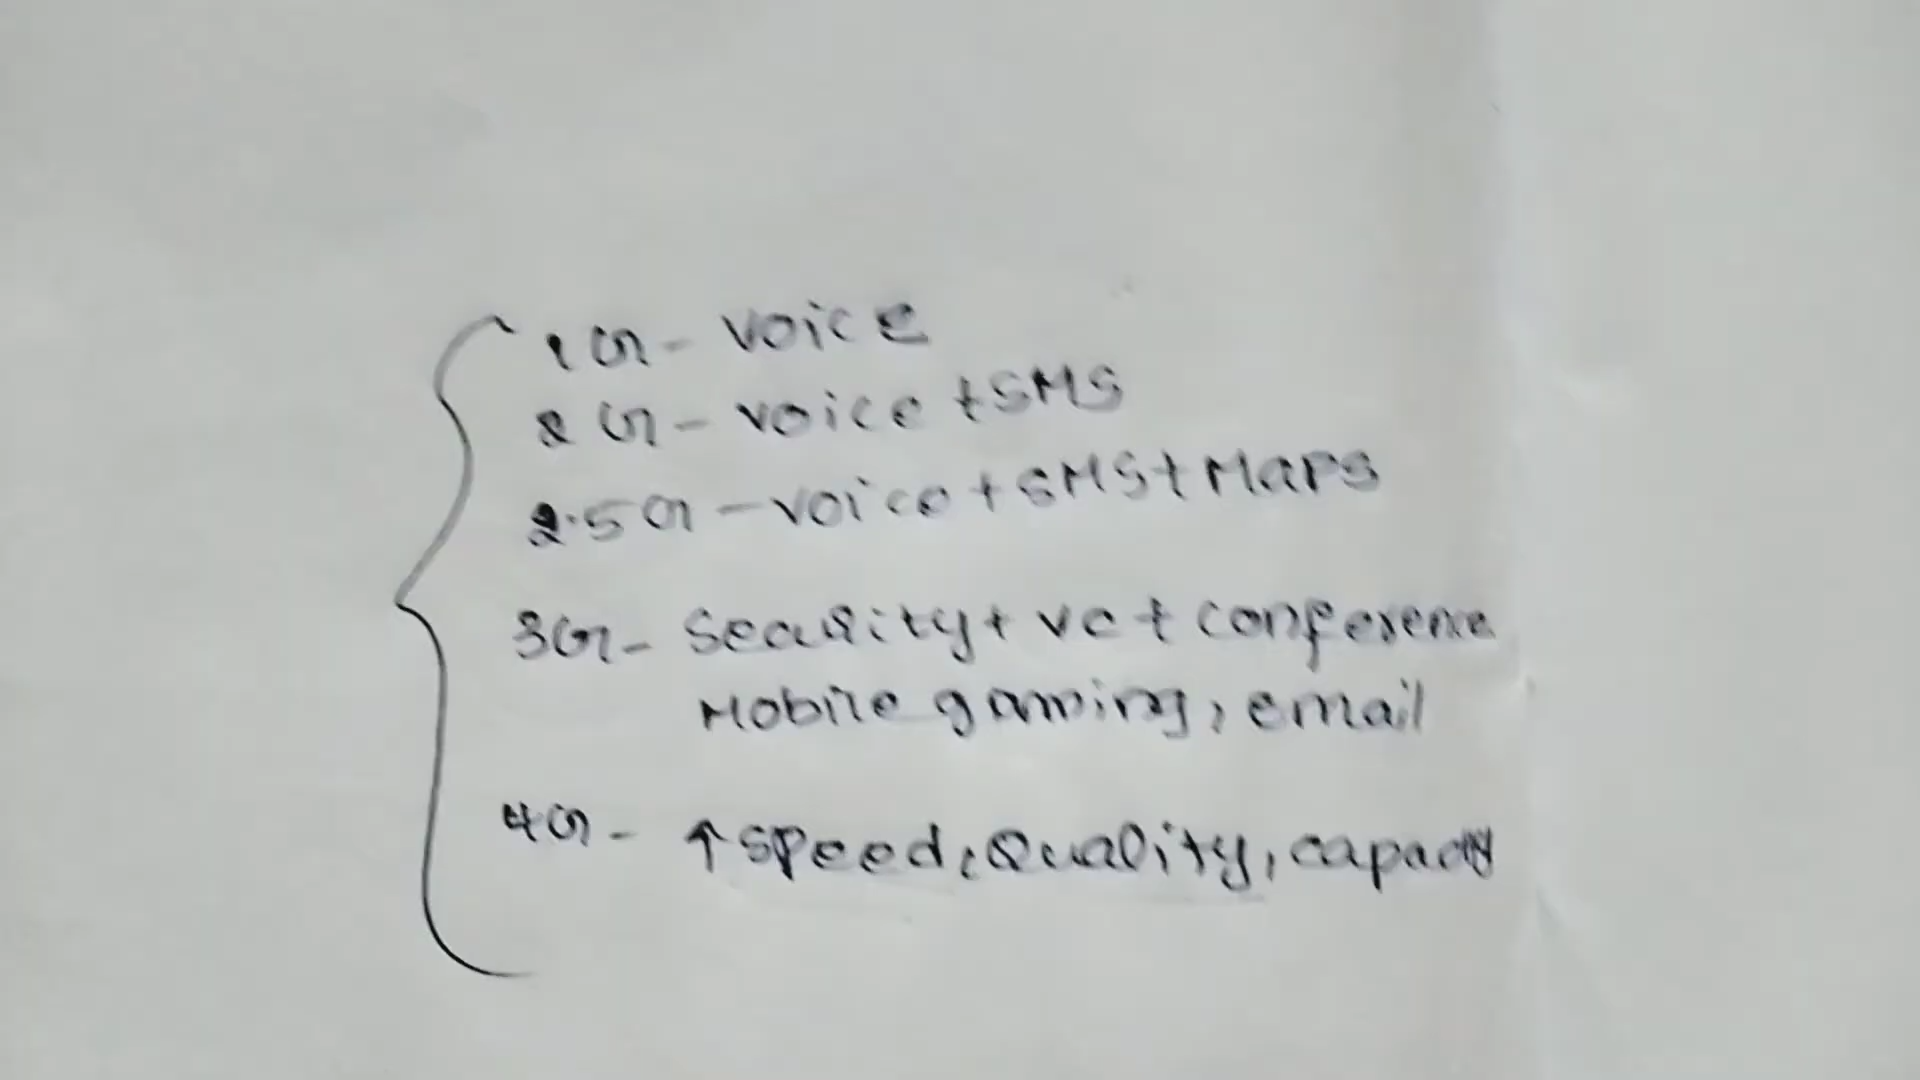 1G - voice
2G - voice + SMS
2.5G - voice + SMS + Maps
3G - Security + vc + conference
Mobile gaming, email
4G - ↑ speed, Quality, capacity